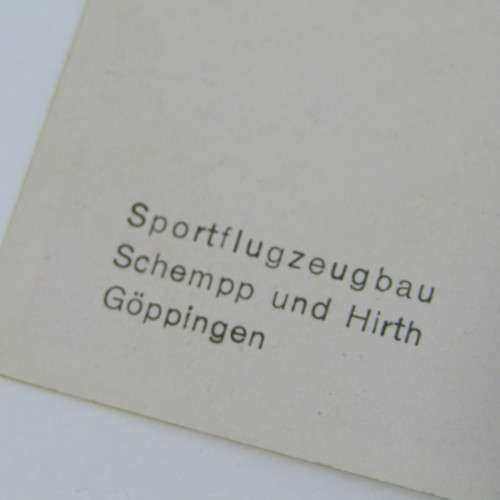 Sportflugzeugbau
Schempp und Hirth
Göppingen